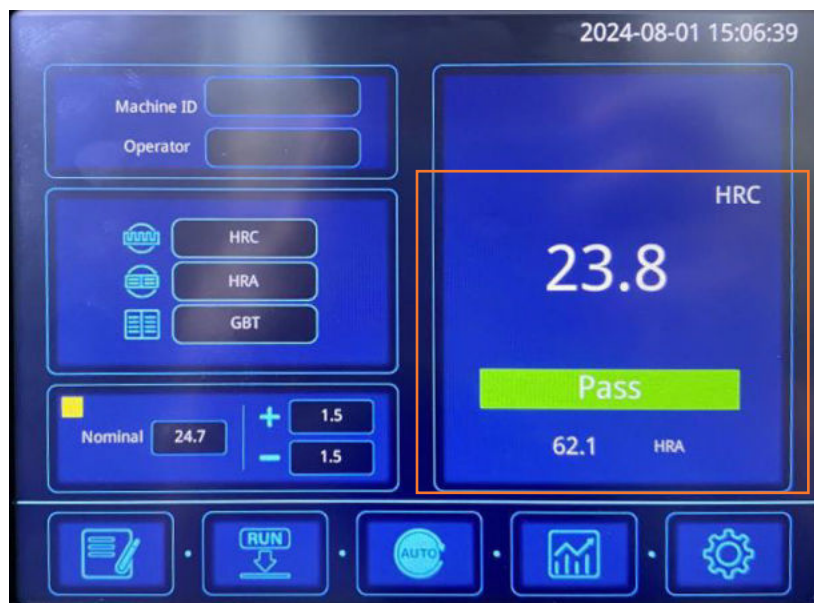 2024-08-01 15:06:39
Machine ID
Operator
HRC
HRA
GBT
Nominal 24.7
+ 1.5
- 1.5
HRC
23.8
Pass
62.1 HRA
RUN
AUTO